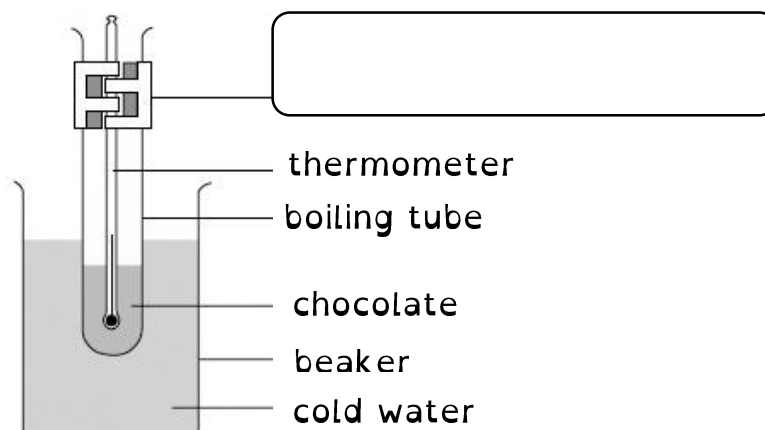 thermometer
boiling tube
chocolate
beaker
cold water